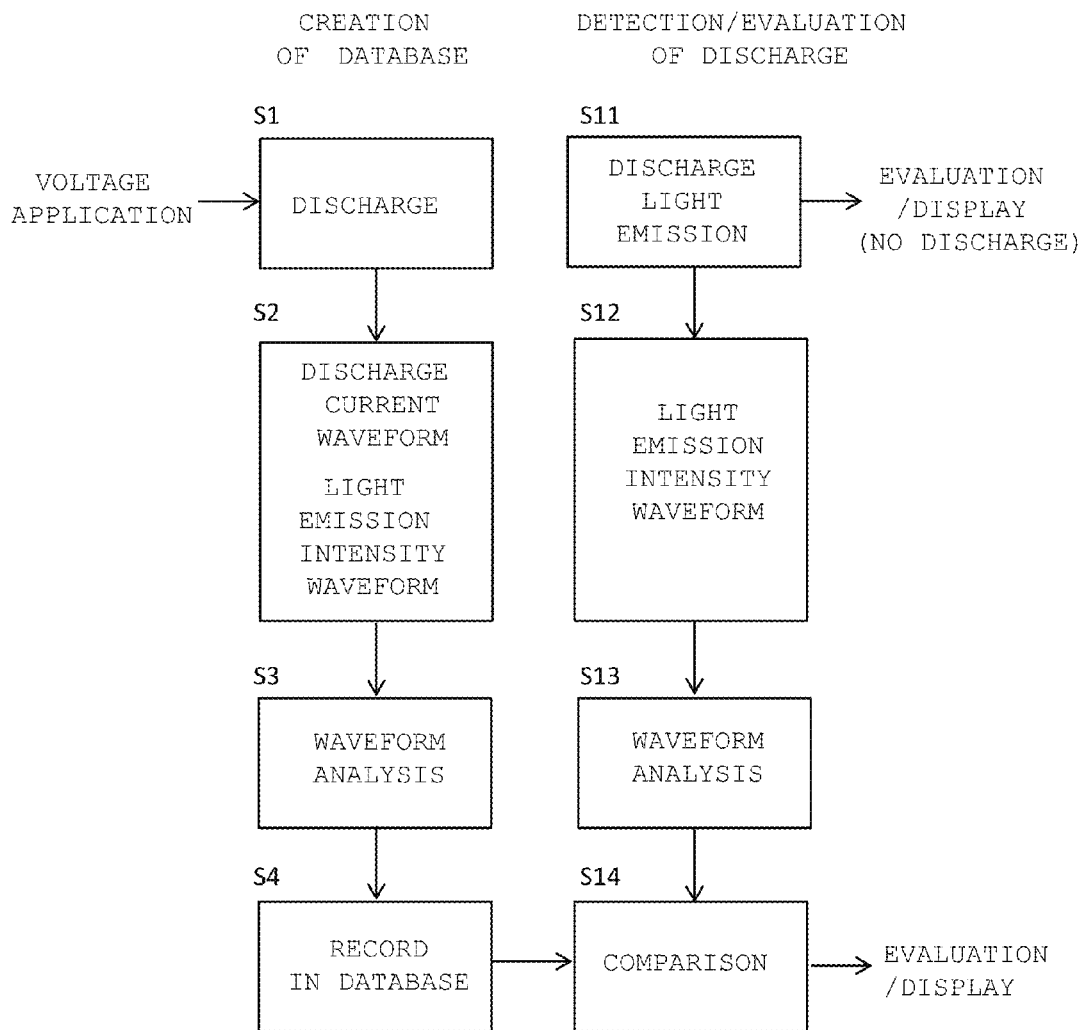 CREATION
OF DATABASE
DETECTION/EVALUATION
OF DISCHARGE
S1
VOLTAGE
APPLICATION
DISCHARGE
S11
DISCHARGE
LIGHT
EMISSION
EVALUATION
/DISPLAY
(NO DISCHARGE)
S2
DISCHARGE
CURRENT
WAVEFORM
LIGHT
EMISSION
INTENSITY
WAVEFORM
S12
LIGHT
EMISSION
INTENSITY
WAVEFORM
S3
WAVEFORM
ANALYSIS
S13
WAVEFORM
ANALYSIS
S4
RECORD
IN DATABASE
S14
COMPARISON
EVALUATION
/DISPLAY